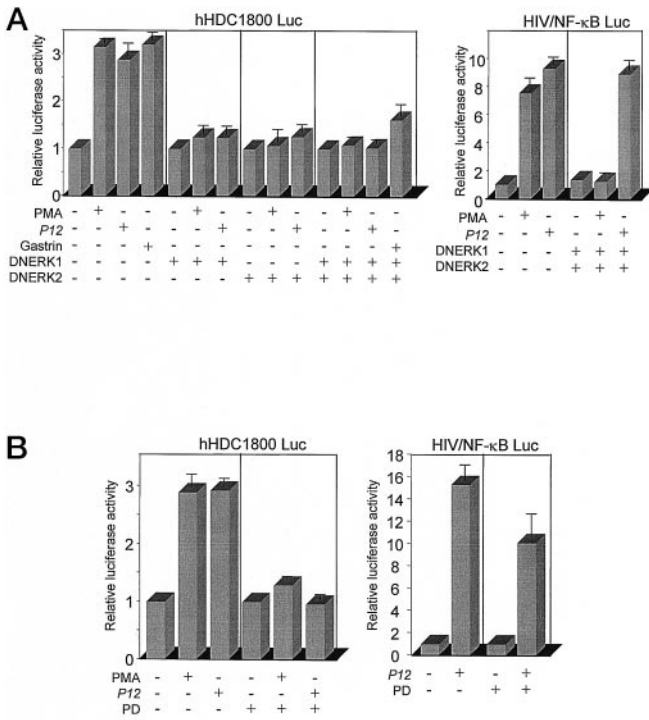 A
hHDC1800 Luc
HIV/NF-κB Luc
Relative luciferase activity
3
2
1
0
Relative luciferase activity
10
8
6
4
2
0
- - - - - - - - - - - - - -
PMA - + - - - + - - + - - + - -
P12 - - + - - - + - - + - - + -
Gastrin - - - + - - - - - - - - - +
DNERK1 - - - - + + + - - - + + + +
DNERK2 - - - - - - - + + + + + + +
PMA - + - - + -
P12 - - + - - +
DNERK1 - - - + + +
DNERK2 - - - + + +
B
hHDC1800 Luc
HIV/NF-κB Luc
Relative luciferase activity
3
2
1
0
Relative luciferase activity
18
16
14
12
10
8
6
4
2
0
PMA - + - - + -
P12 - - + - - +
PD - - - + + +
P12 - + - +
PD - - + +